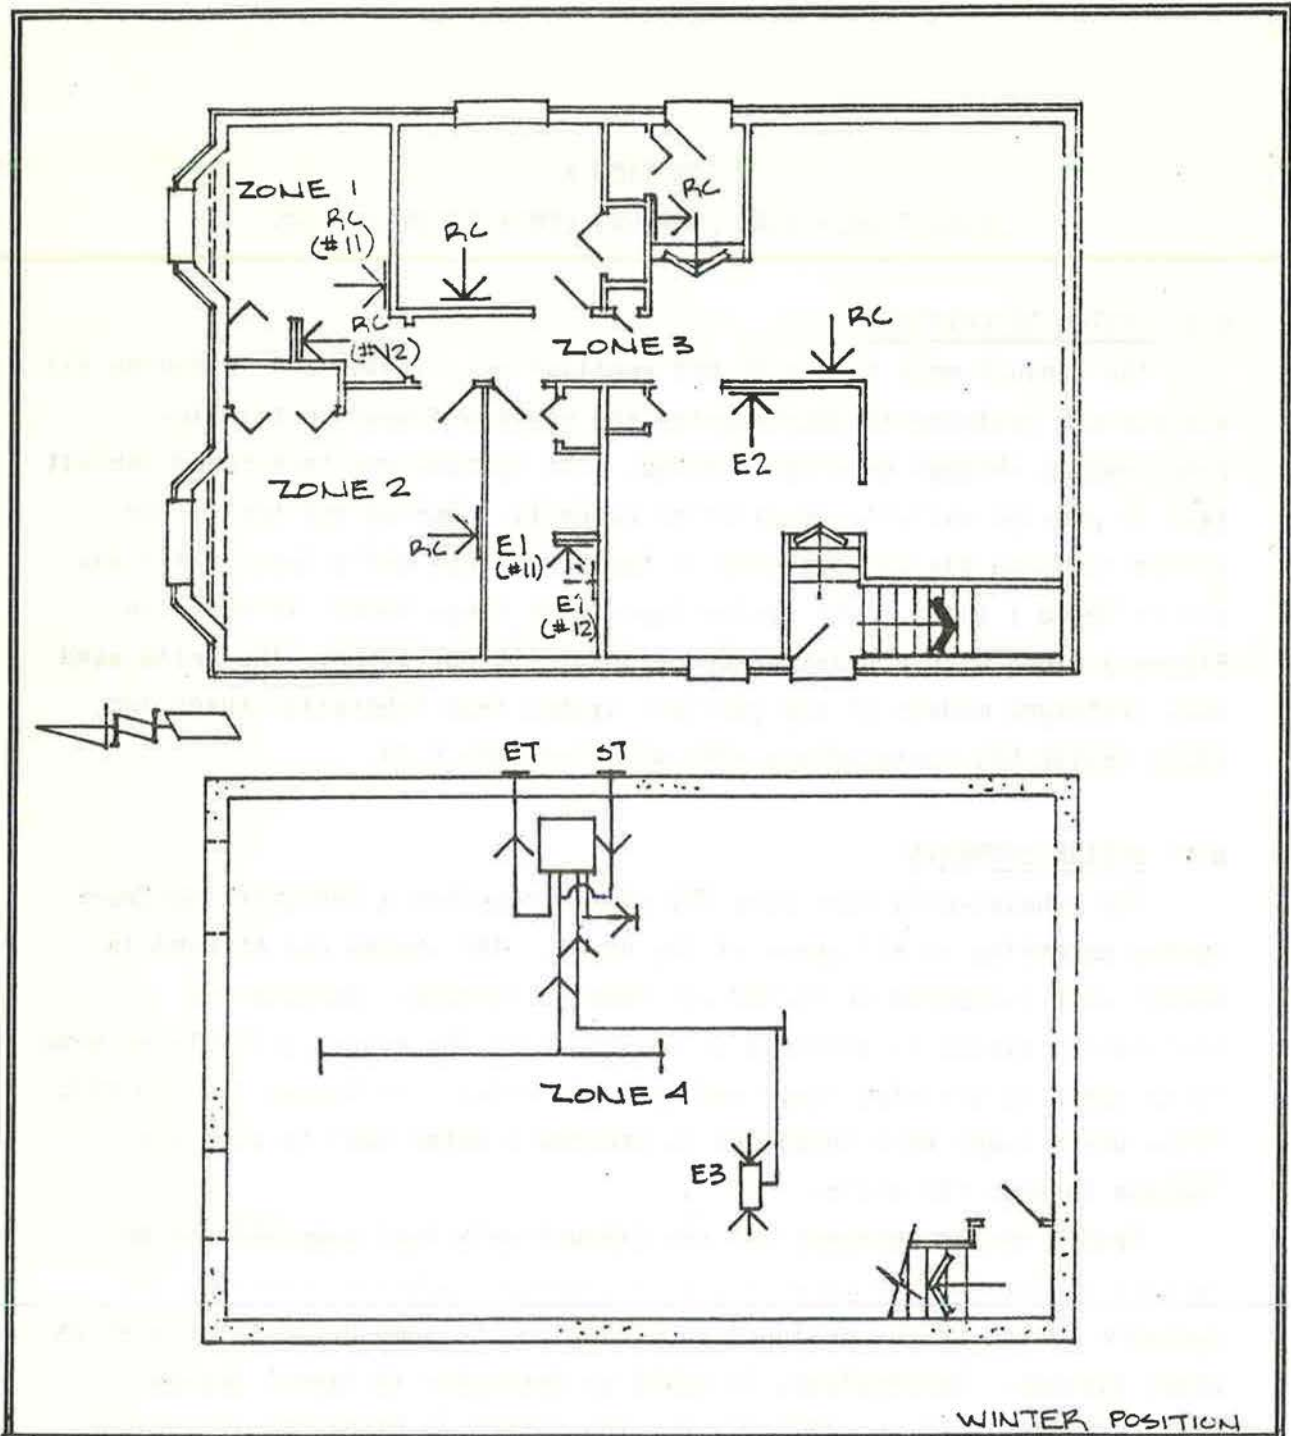 ZONE 1
RC
(#11)
RC
RC
RC
(#12)
ZONE 3
RC
ZONE 2
E2
RC
E1
(#11)
E1
(#12)
N
ET
ST
ZONE 4
E3
WINTER POSITION